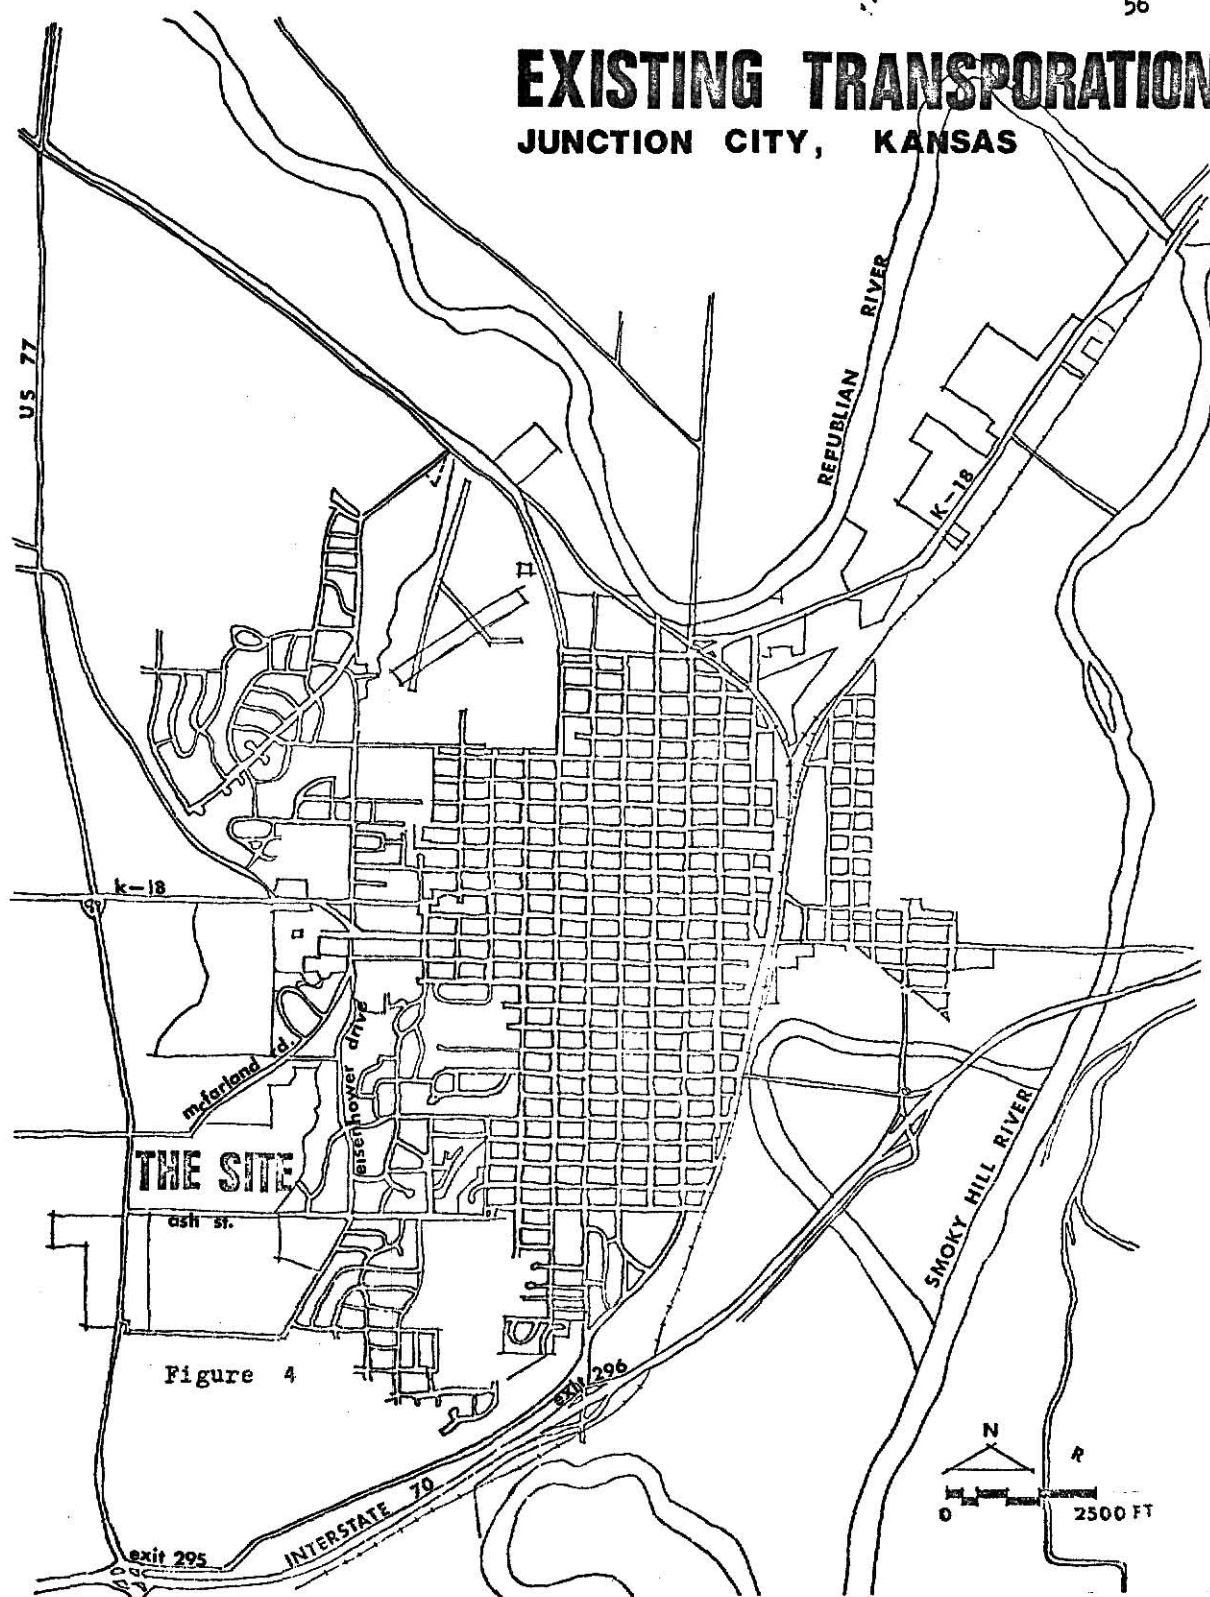 56
EXISTING TRANSPORATION
JUNCTION CITY, KANSAS
US 77
REPUBLIAN RIVER
K-18
k-18
mcfarland rd.
eisenhower drive
THE SITE
ash st.
SMOKY HILL RIVER
Figure 4
exit 296
INTERSTATE 70
exit 295
N
R
0 2500 FT